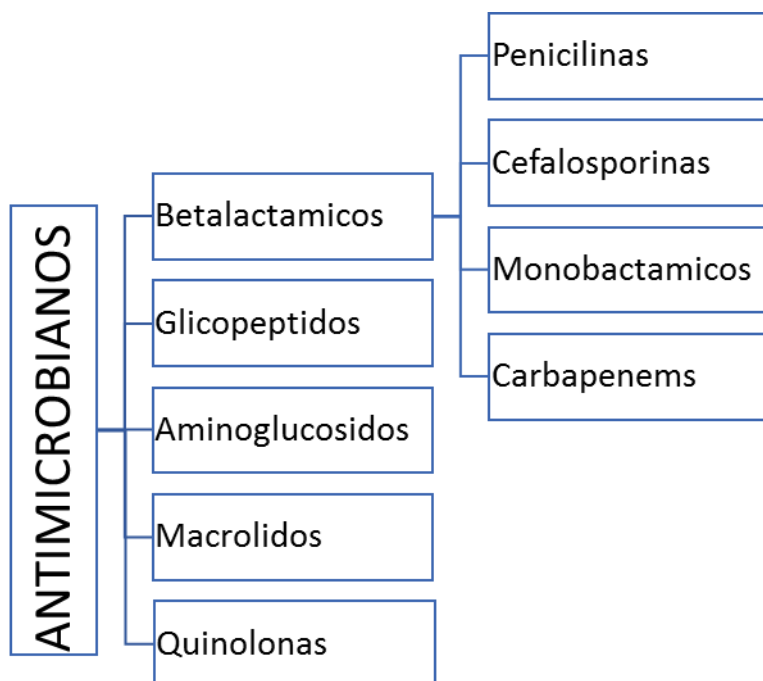 ANTIMICROBIANOS
Betalactamicos
Glicopeptidos
Aminoglucosidos
Macrolidos
Quinolonas
Penicilinas
Cefalosporinas
Monobactamicos
Carbapenems